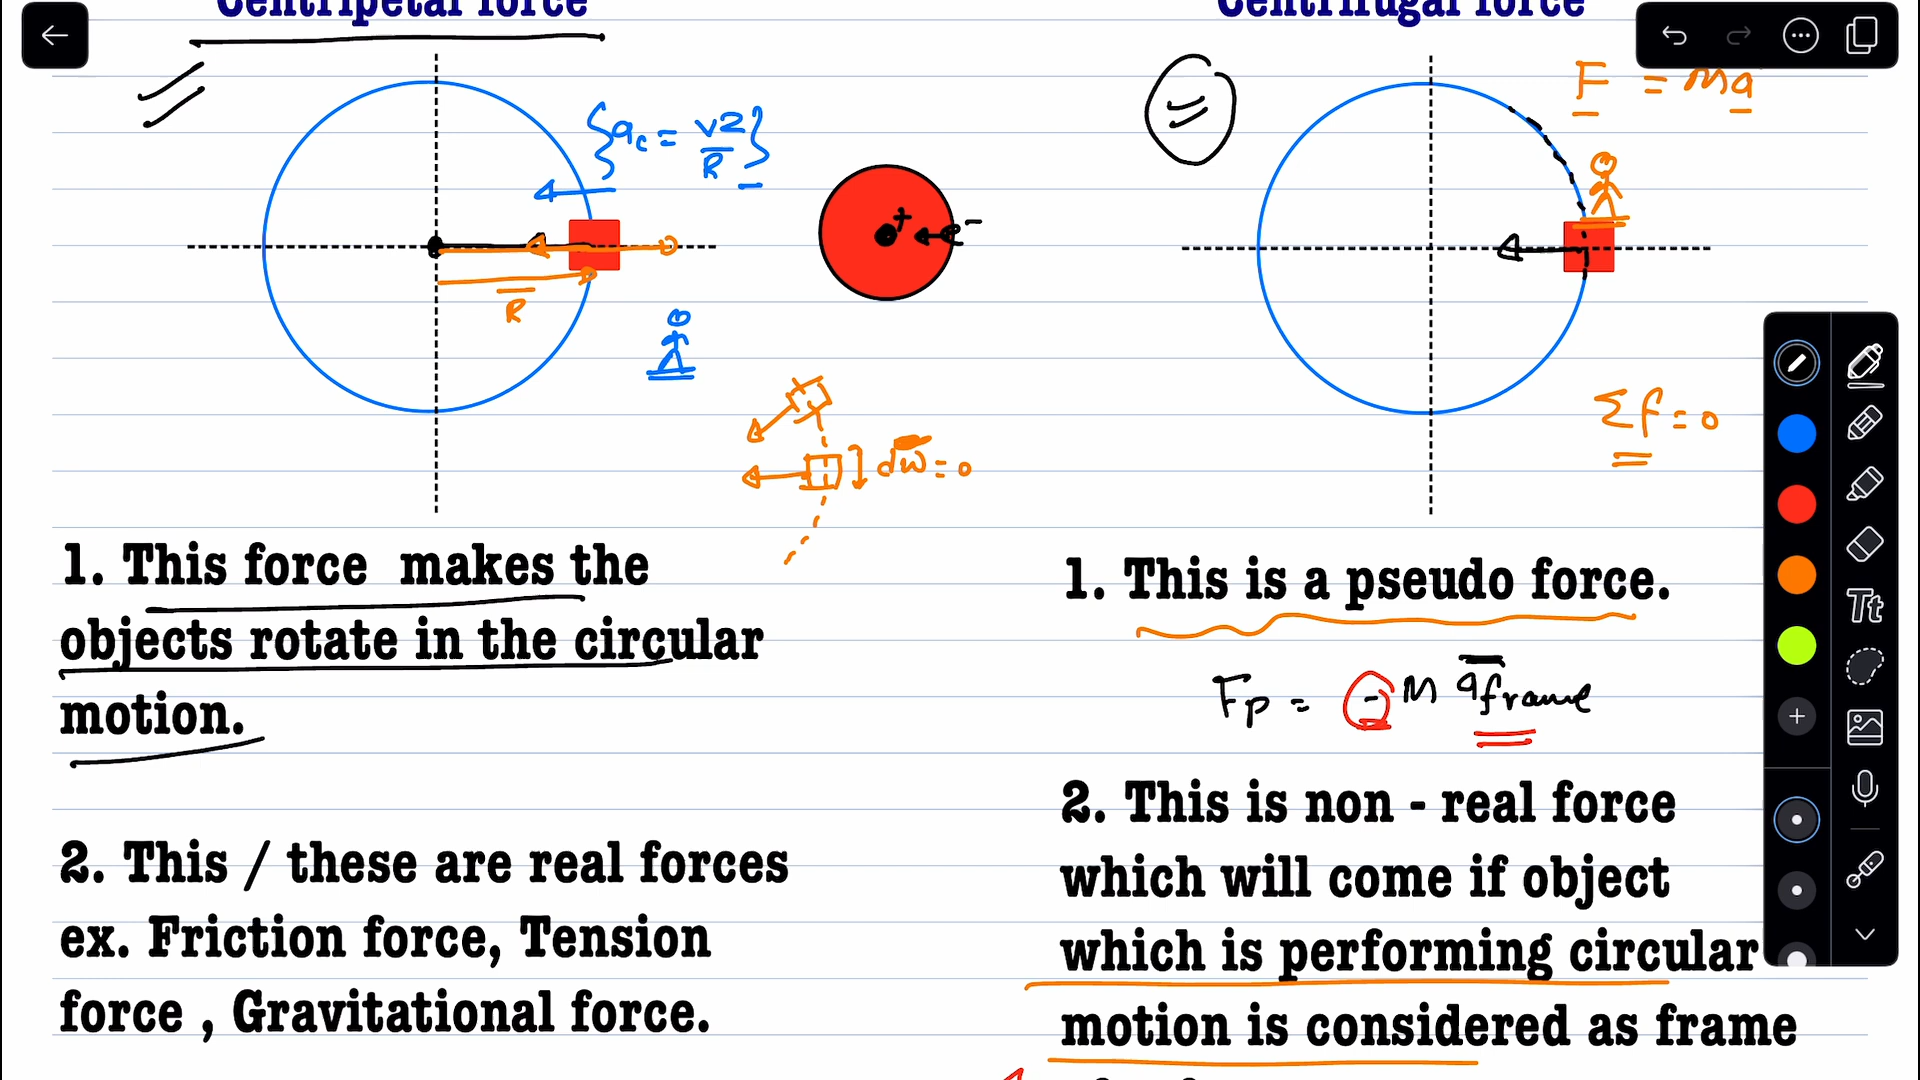 Centripetal force
Centrifugal force
F = ma
{ac = v2/R}
+
e-
R
Σf = 0
dw = 0
1. This force makes the
objects rotate in the circular
motion.
1. This is a pseudo force.
Fp = - M aframe
2. This is non - real force
which will come if object
which is performing circular
motion is considered as frame
2. This / these are real forces
ex. Friction force, Tension
force , Gravitational force.
Tt